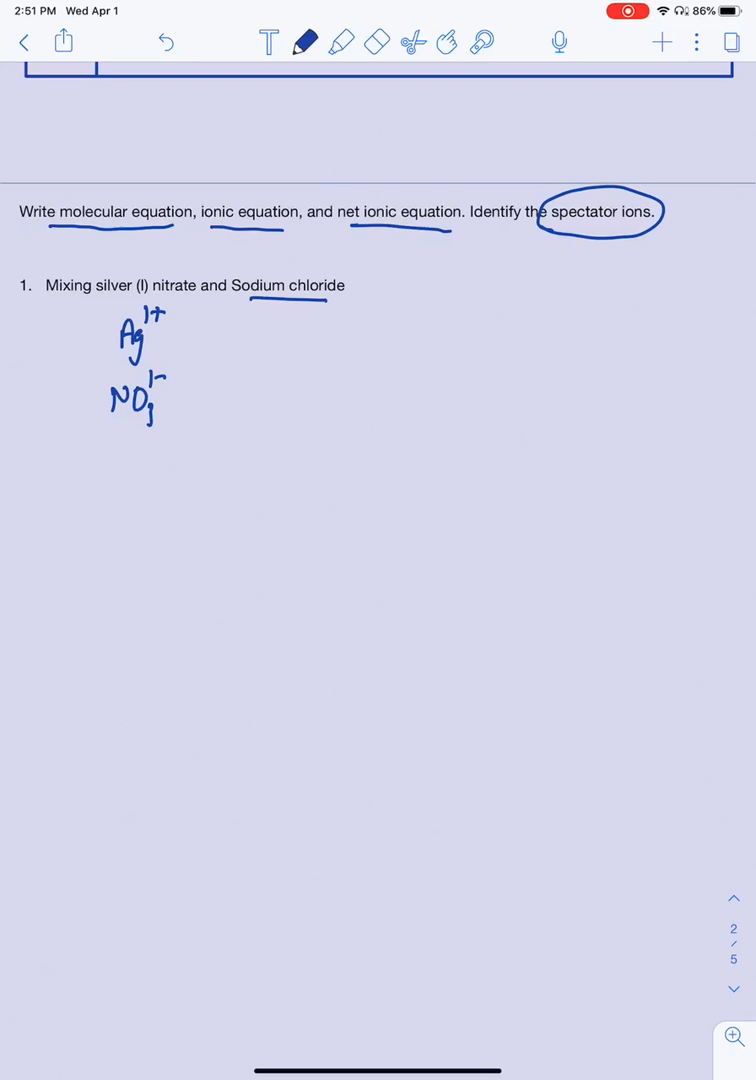 2:51 PM Wed Apr 1
86%
T
Write molecular equation, ionic equation, and net ionic equation. Identify the spectator ions.
1. Mixing silver (I) nitrate and Sodium chloride
Ag¹⁺
NO₃¹⁻
2
/
5